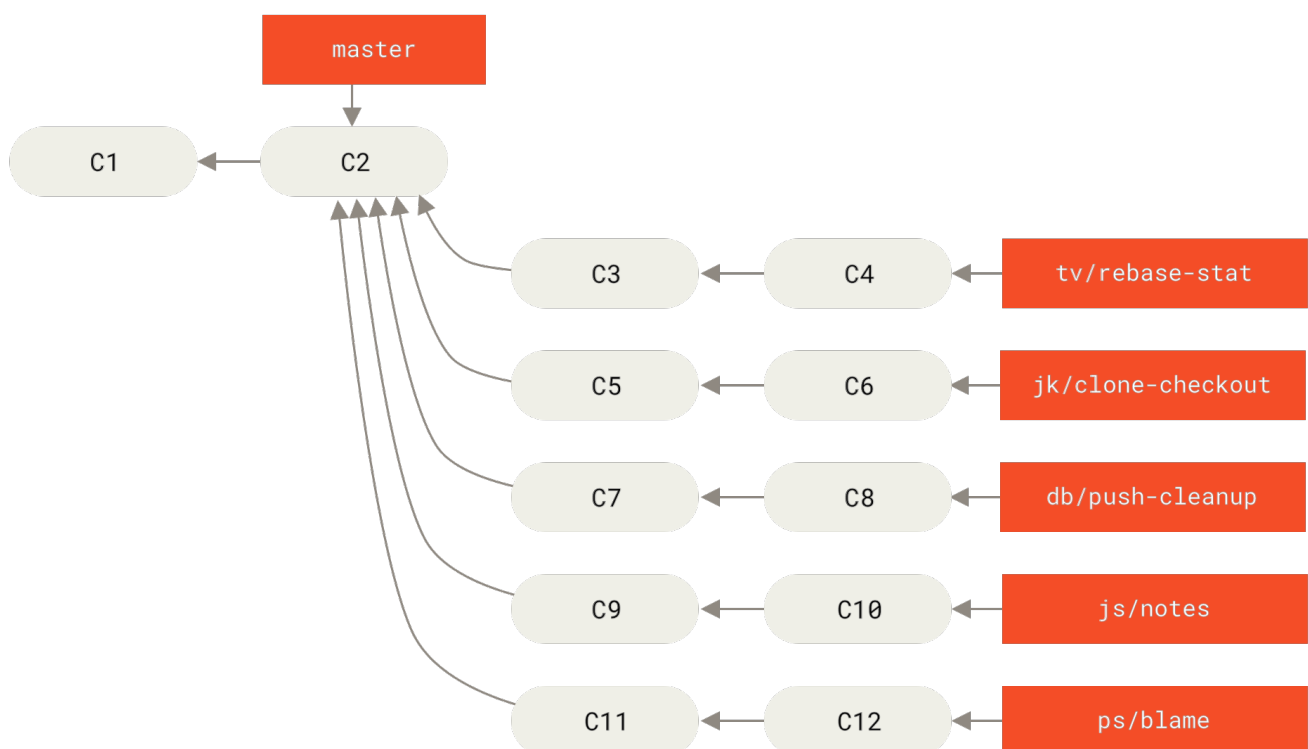 master
C1
C2
C3
C4
tv/rebase-stat
C5
C6
jk/clone-checkout
C7
C8
db/push-cleanup
C9
C10
js/notes
C11
C12
ps/blame